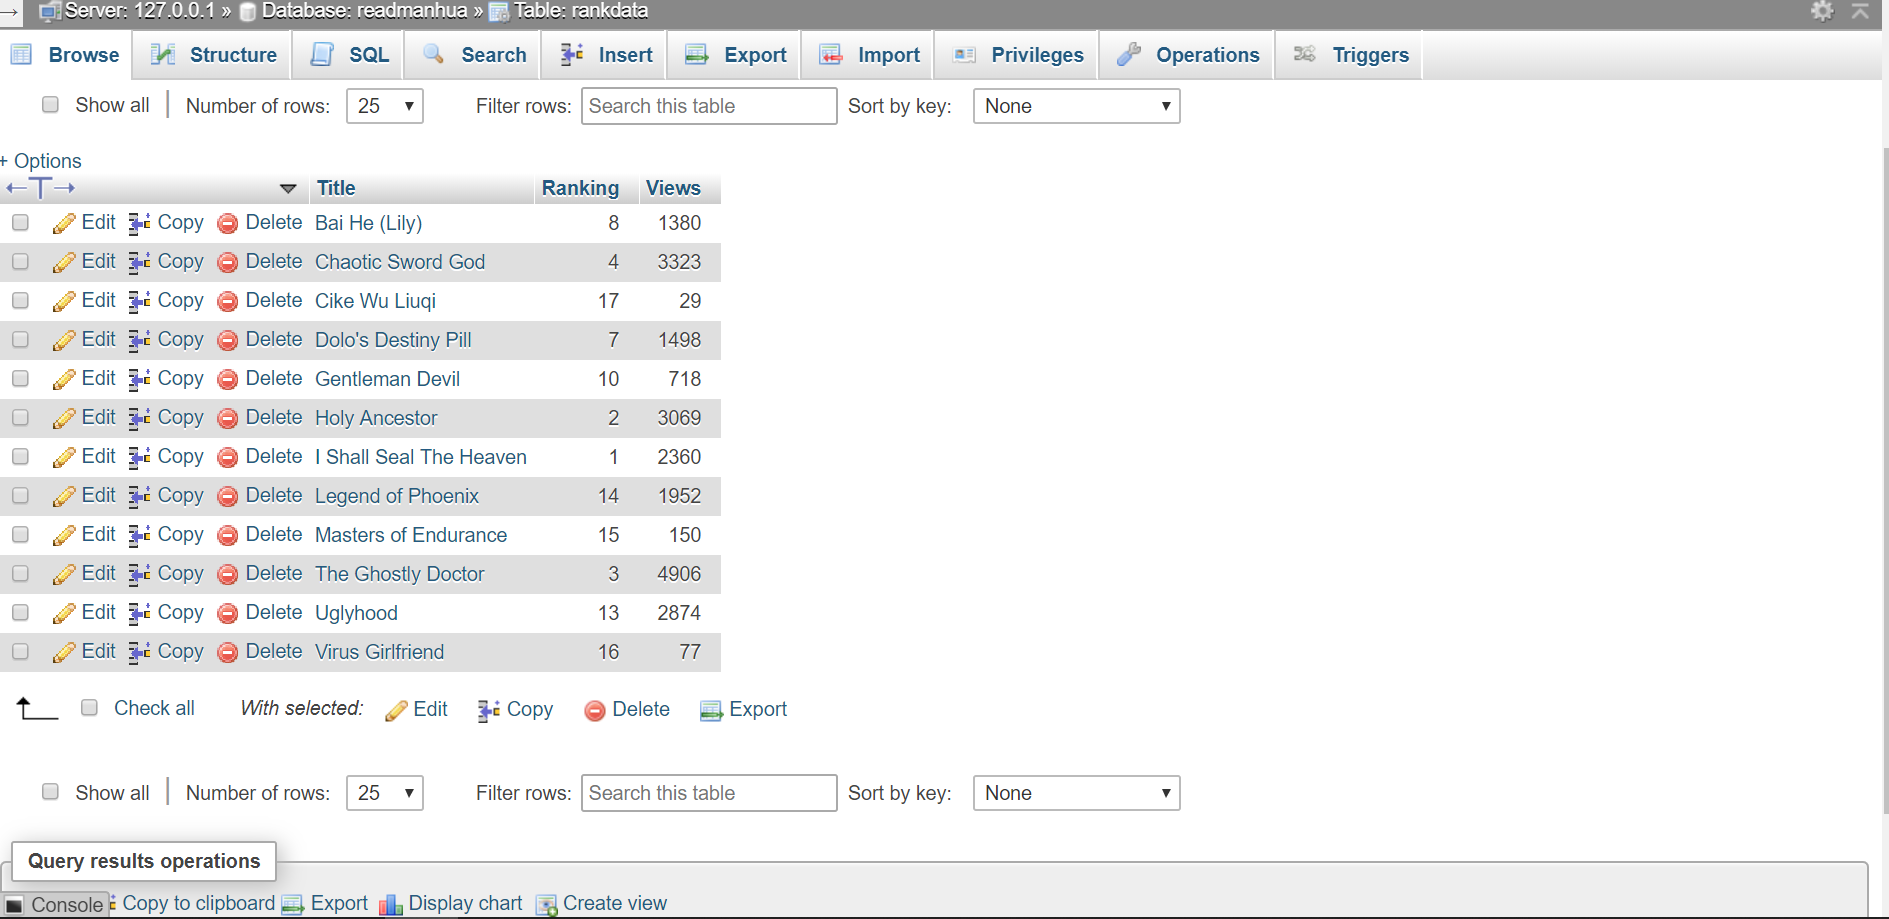 Server: 127.0.0.1 » Database: readmanhua » Table: rankdata
Browse Structure SQL Search Insert Export Import Privileges Operations Triggers
Show all Number of rows: 25 Filter rows: Search this table Sort by key: None
+ Options
Title Ranking Views
Edit Copy Delete Bai He (Lily) 8 1380
Edit Copy Delete Chaotic Sword God 4 3323
Edit Copy Delete Cike Wu Liuqi 17 29
Edit Copy Delete Dolo's Destiny Pill 7 1498
Edit Copy Delete Gentleman Devil 10 718
Edit Copy Delete Holy Ancestor 2 3069
Edit Copy Delete I Shall Seal The Heaven 1 2360
Edit Copy Delete Legend of Phoenix 14 1952
Edit Copy Delete Masters of Endurance 15 150
Edit Copy Delete The Ghostly Doctor 3 4906
Edit Copy Delete Uglyhood 13 2874
Edit Copy Delete Virus Girlfriend 16 77
Check all With selected: Edit Copy Delete Export
Show all Number of rows: 25 Filter rows: Search this table Sort by key: None
Query results operations
Console Copy to clipboard Export Display chart Create view